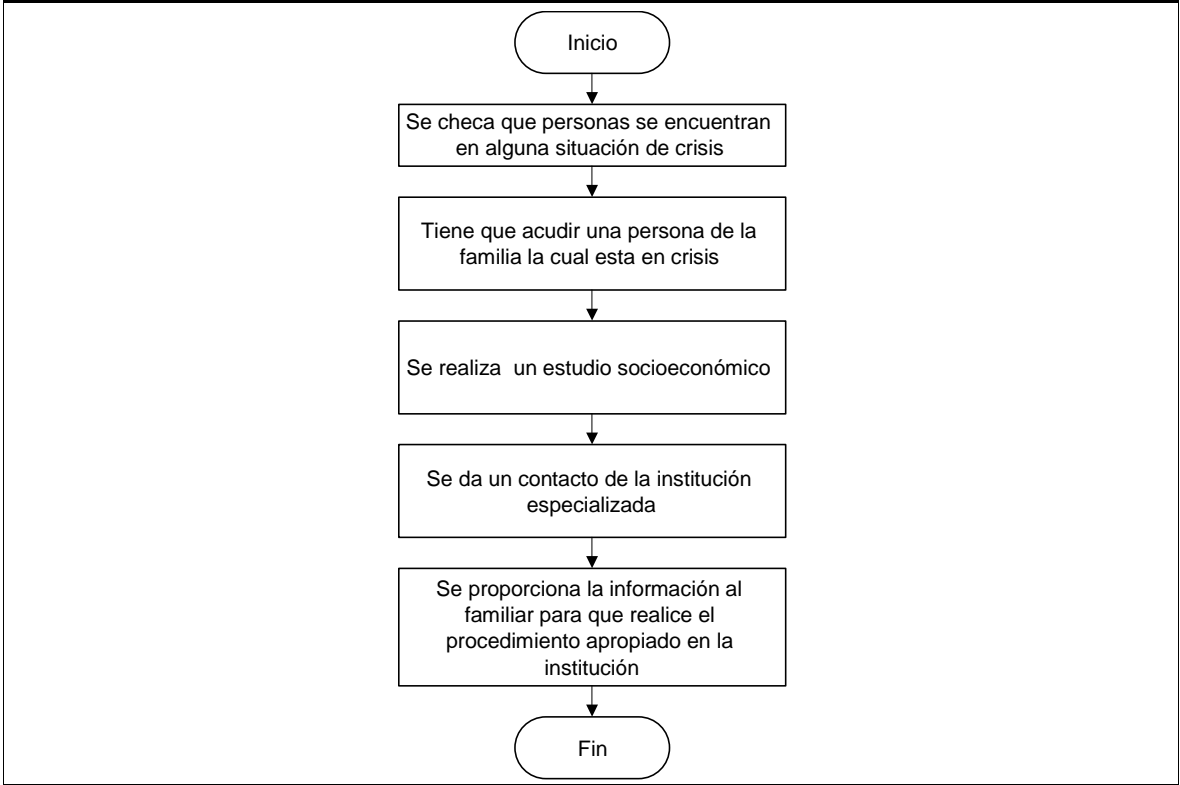 Inicio
Se checa que personas se encuentran
en alguna situación de crisis
Tiene que acudir una persona de la
familia la cual esta en crisis
Se realiza  un estudio socioeconómico
Se da un contacto de la institución
especializada
Se proporciona la información al
familiar para que realice el
procedimiento apropiado en la
institución
Fin